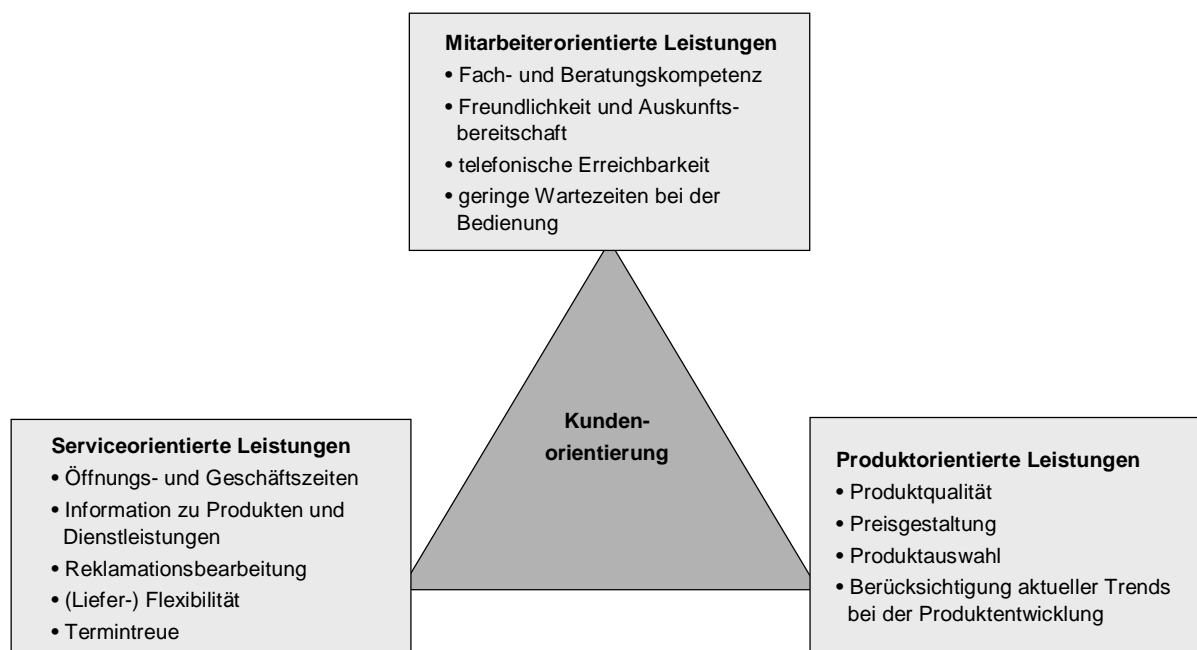 Mitarbeiterorientierte Leistungen
• Fach- und Beratungskompetenz
• Freundlichkeit und Auskunfts-
bereitschaft
• telefonische Erreichbarkeit
• geringe Wartezeiten bei der
Bedienung
Kunden-
orientierung
Serviceorientierte Leistungen
• Öffnungs- und Geschäftszeiten
• Information zu Produkten und
Dienstleistungen
• Reklamationsbearbeitung
• (Liefer-) Flexibilität
• Termintreue
Produktorientierte Leistungen
• Produktqualität
• Preisgestaltung
• Produktauswahl
• Berücksichtigung aktueller Trends
bei der Produktentwicklung